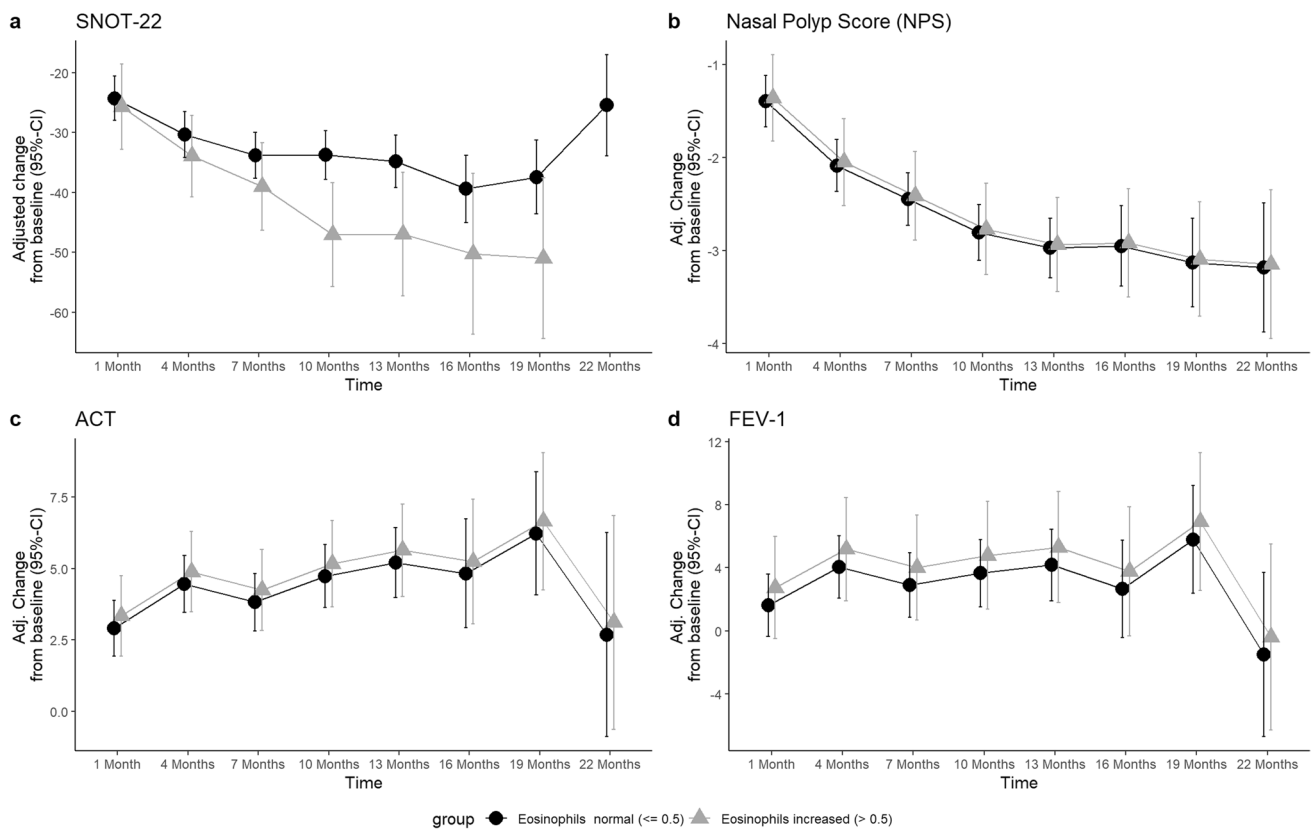 a SNOT-22
Adjusted change
from baseline (95%-CI)
-20
-30
-40
-50
-60
1 Month 4 Months 7 Months 10 Months 13 Months 16 Months 19 Months 22 Months
Time
b Nasal Polyp Score (NPS)
Adj. Change
from baseline (95%-CI)
-1
-2
-3
-4
1 Month 4 Months 7 Months 10 Months 13 Months 16 Months 19 Months 22 Months
Time
c ACT
Adj. Change
from baseline (95%-CI)
7.5
5.0
2.5
0.0
1 Month 4 Months 7 Months 10 Months 13 Months 16 Months 19 Months 22 Months
Time
d FEV-1
Adj. Change
from baseline (95%-CI)
12
8
4
0
-4
1 Month 4 Months 7 Months 10 Months 13 Months 16 Months 19 Months 22 Months
Time
group Eosinophils normal (<= 0.5) Eosinophils increased (> 0.5)